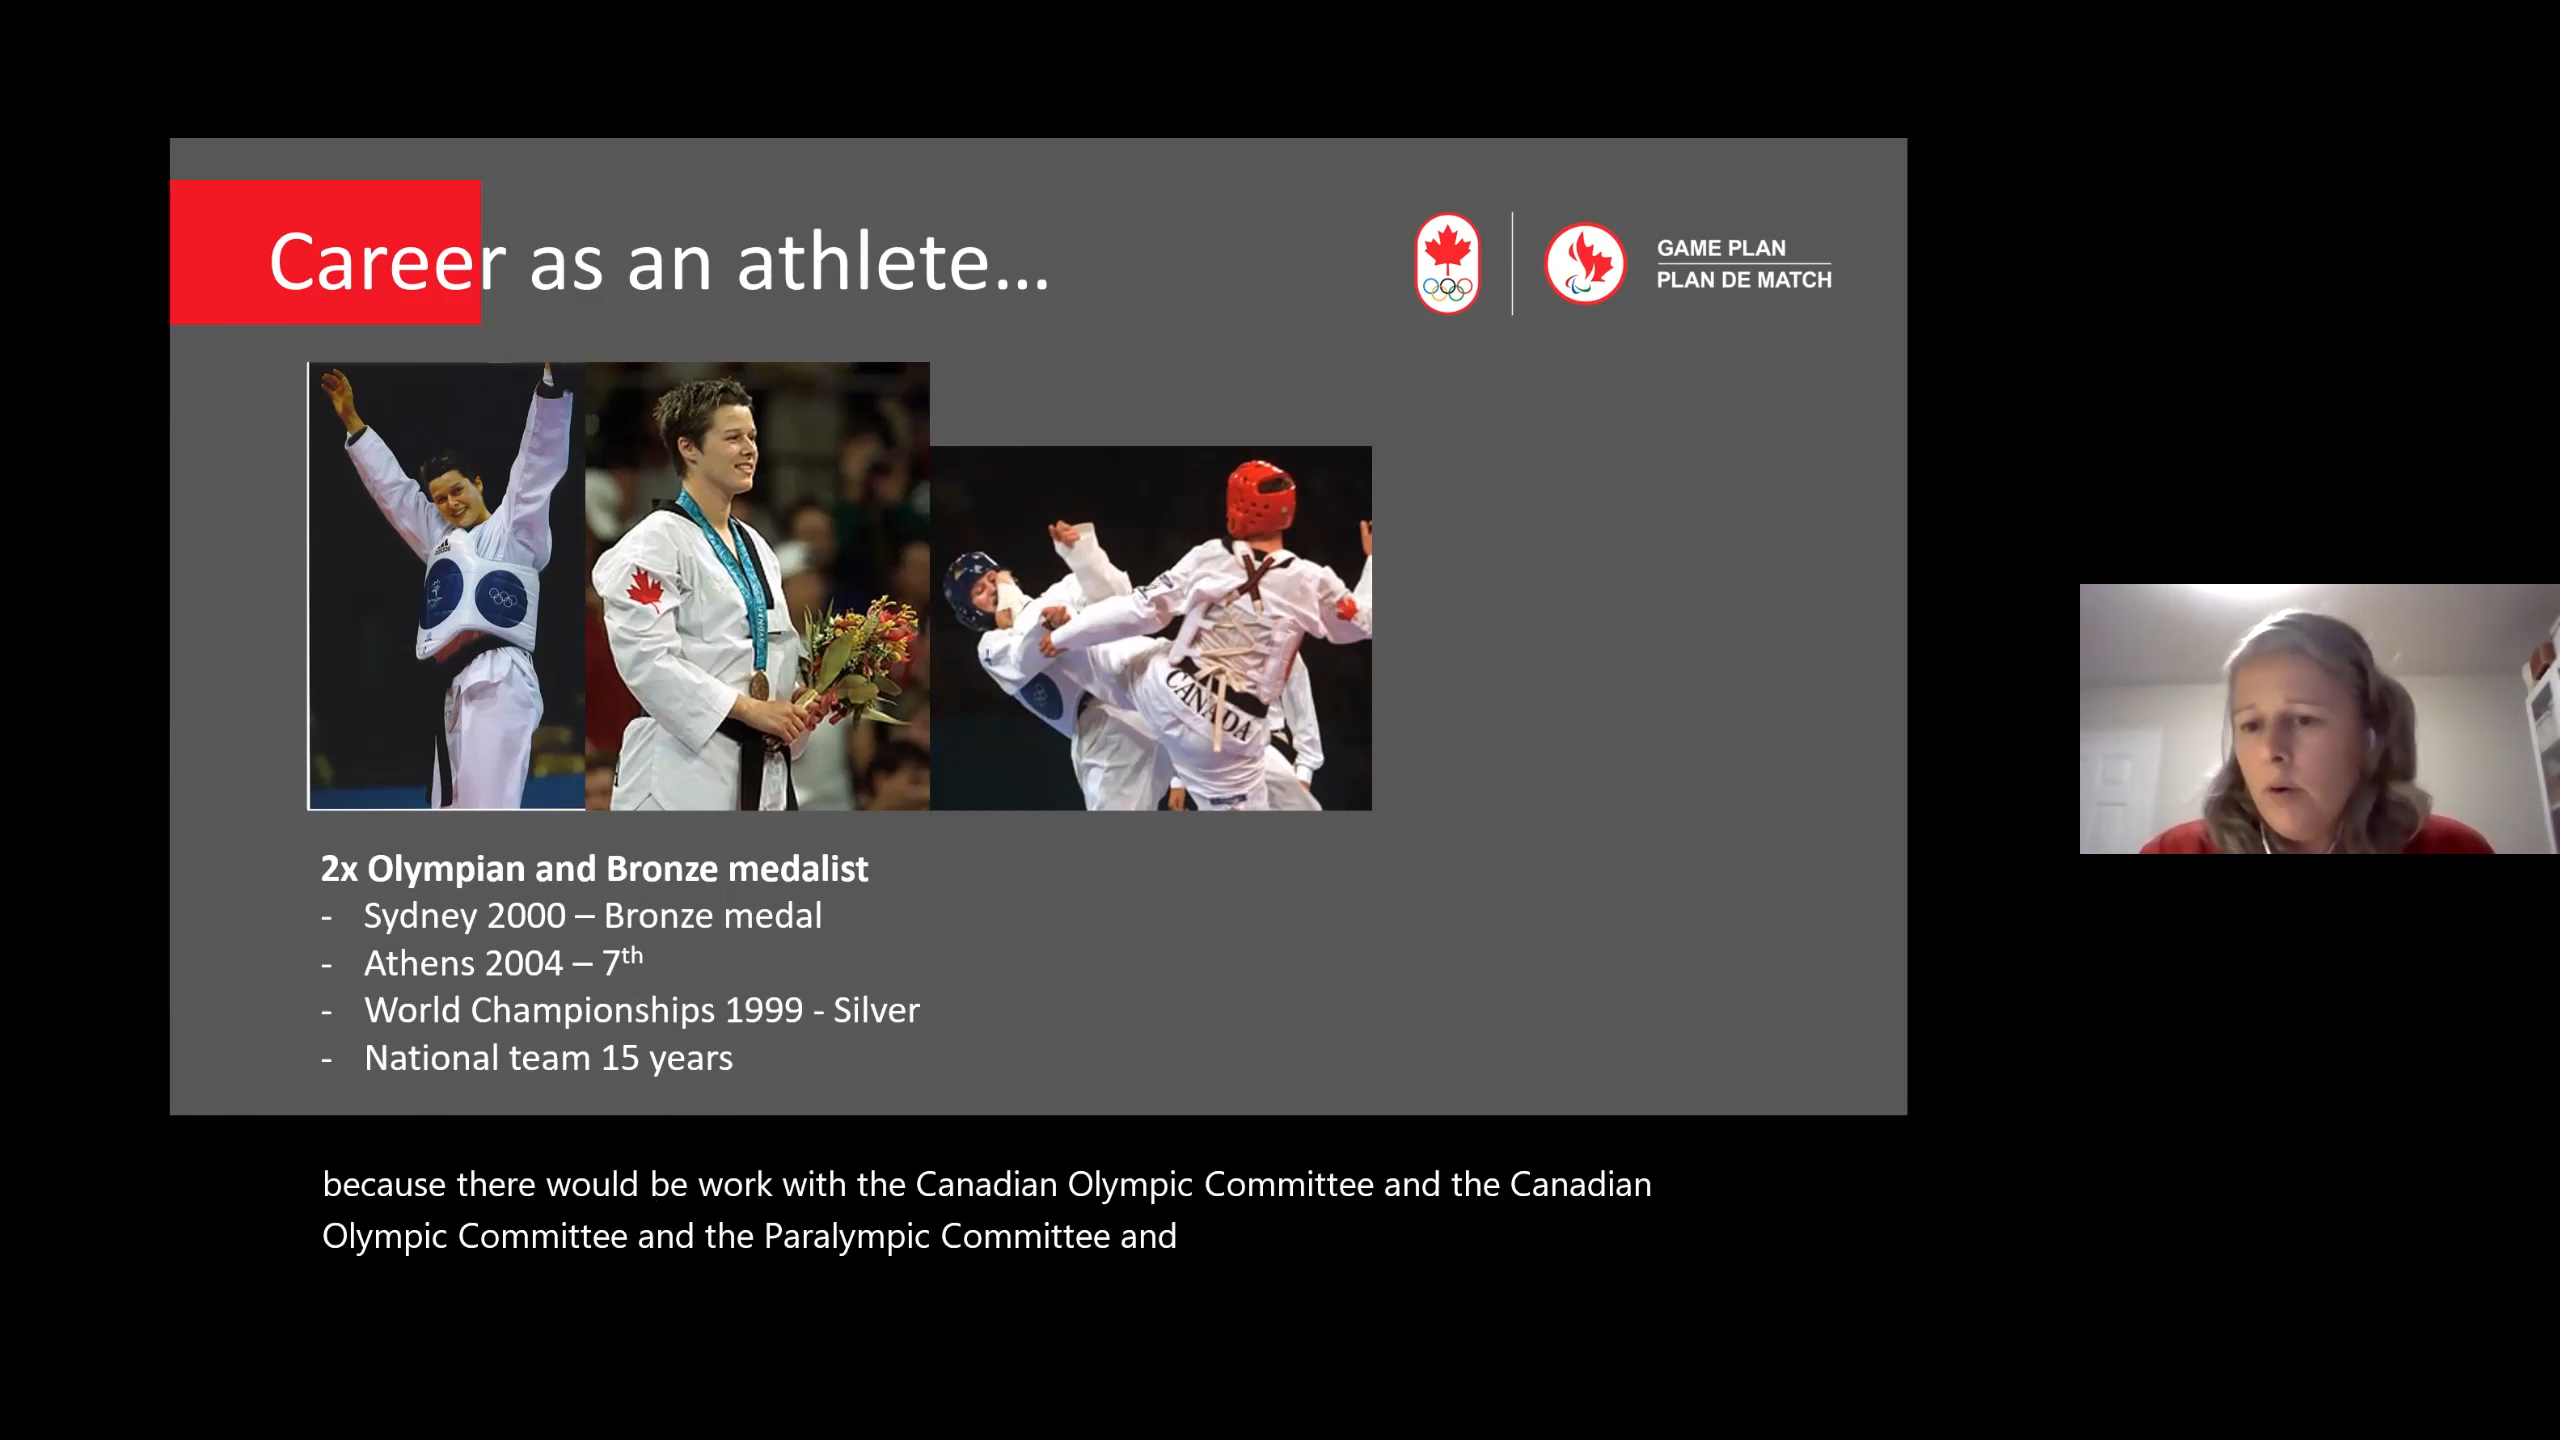 Career as an athlete...
GAME PLAN
PLAN DE MATCH
adidas
CANADA
2x Olympian and Bronze medalist
- Sydney 2000 – Bronze medal
- Athens 2004 – 7th
- World Championships 1999 - Silver
- National team 15 years
because there would be work with the Canadian Olympic Committee and the Canadian
Olympic Committee and the Paralympic Committee and